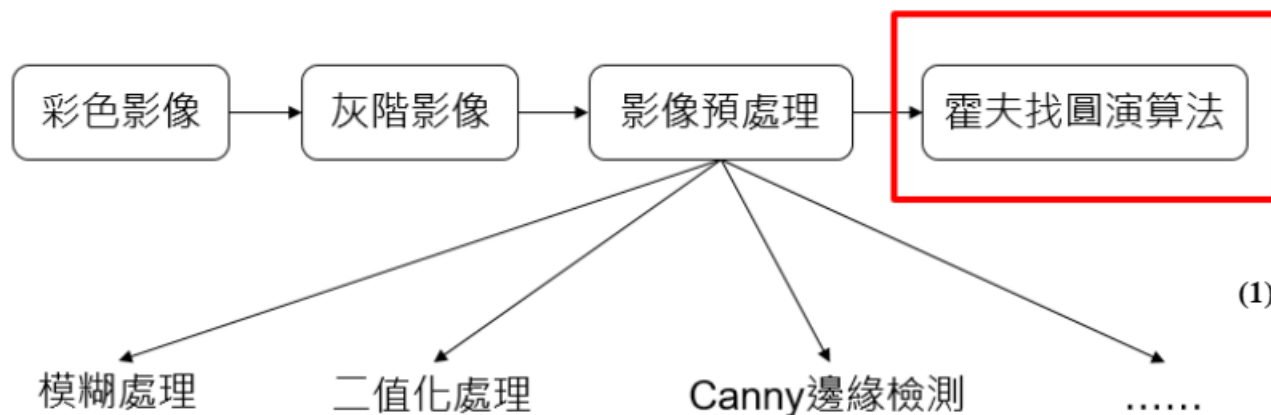 彩色影像
灰階影像
影像預處理
霍夫找圓演算法
(1)
模糊處理
二值化處理
Canny邊緣檢測
......